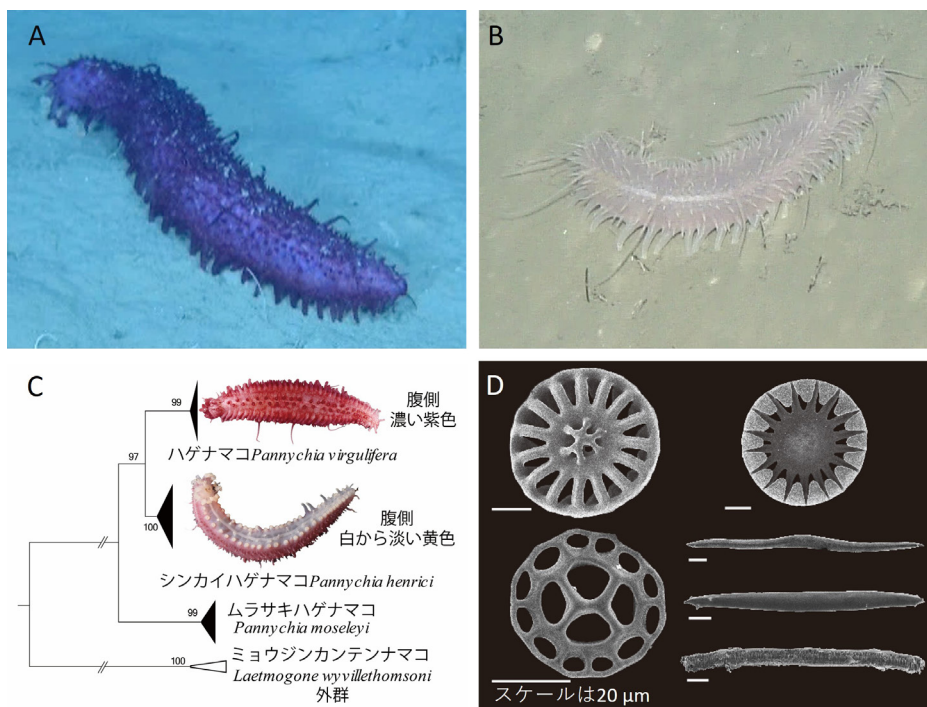 A
B
C
99
腹側
濃い紫色
ハゲナマコPannychia virgulifera
97
100
腹側
白から淡い黄色
シンカイハゲナマコPannychia henrici
99
ムラサキハゲナマコ
Pannychia moseleyi
100
ミョウジンカンテンナマコ
Laetmogone wyvillethomsoni
外群
D
スケールは20 μm